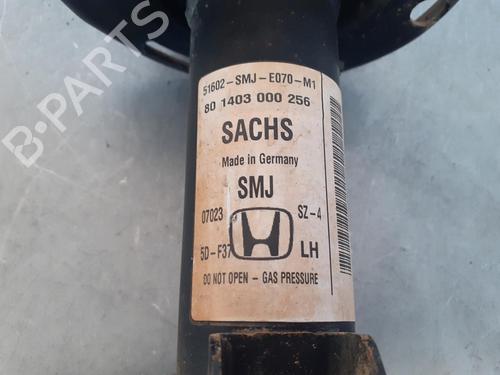 51602-SMJ-E070-M1
80 1403 000 256
SACHS
Made in Germany
SMJ
07023 SZ-4
5D-F37 LH
DO NOT OPEN - GAS PRESSURE
B-PARTS